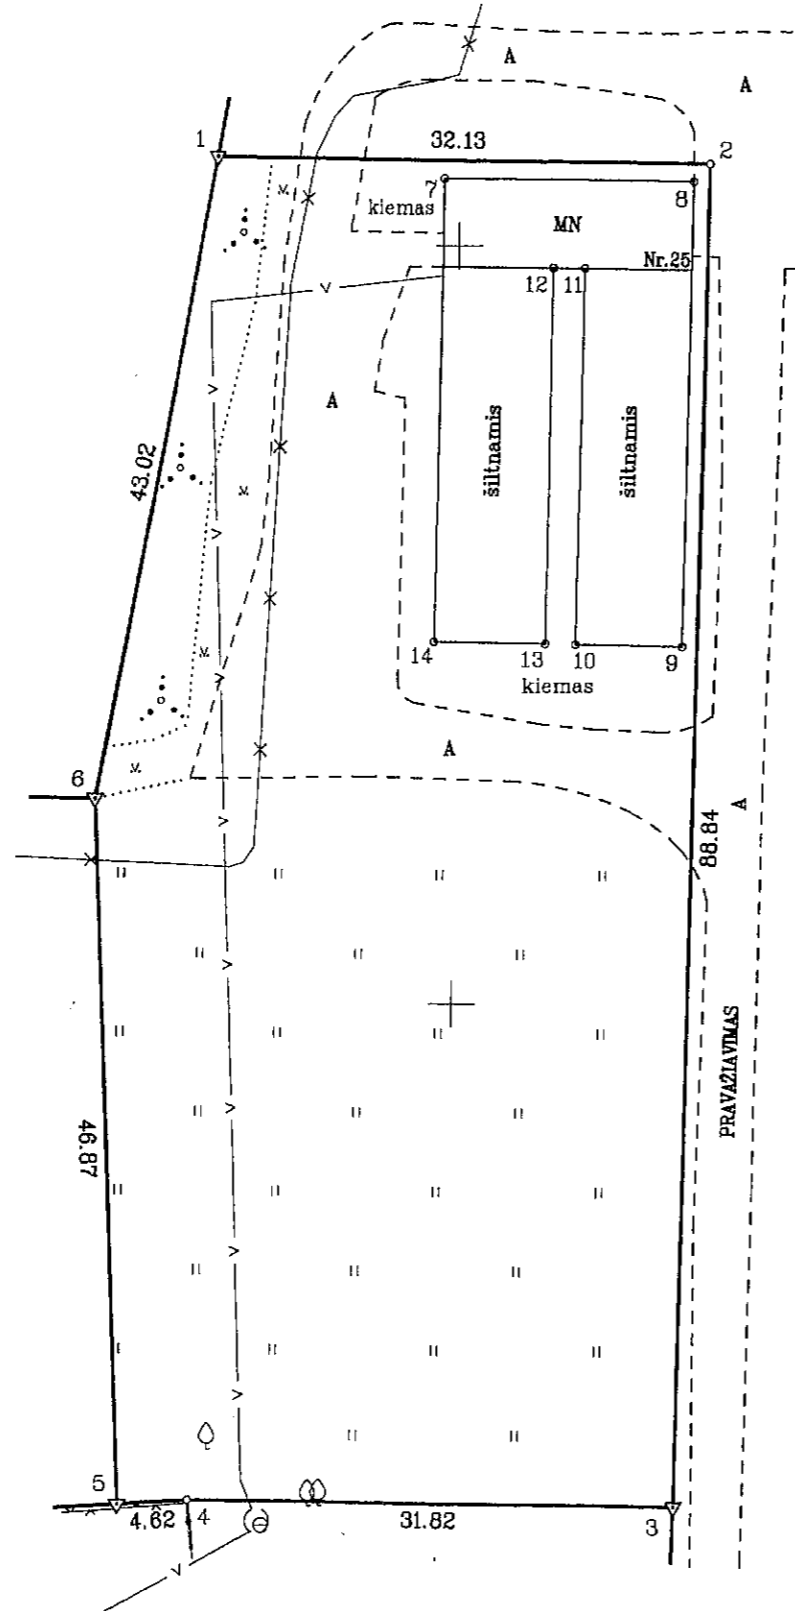 A
A
1
32.13
2
7
8
kiemas
MN
Nr.25
12
11
A
šiltnamis
šiltnamis
43.02
14
13
10
9
kiemas
A
6
A
88.84
PRAVAŽIAVIMAS
46.87
5
4.62
4
31.82
3